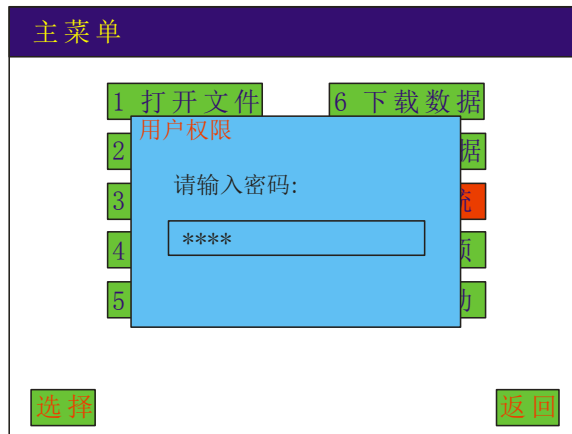 主菜单
1 打开文件 6 下载数据
用户权限
2 据
请输入密码:
3
****
4
5
选择 返回